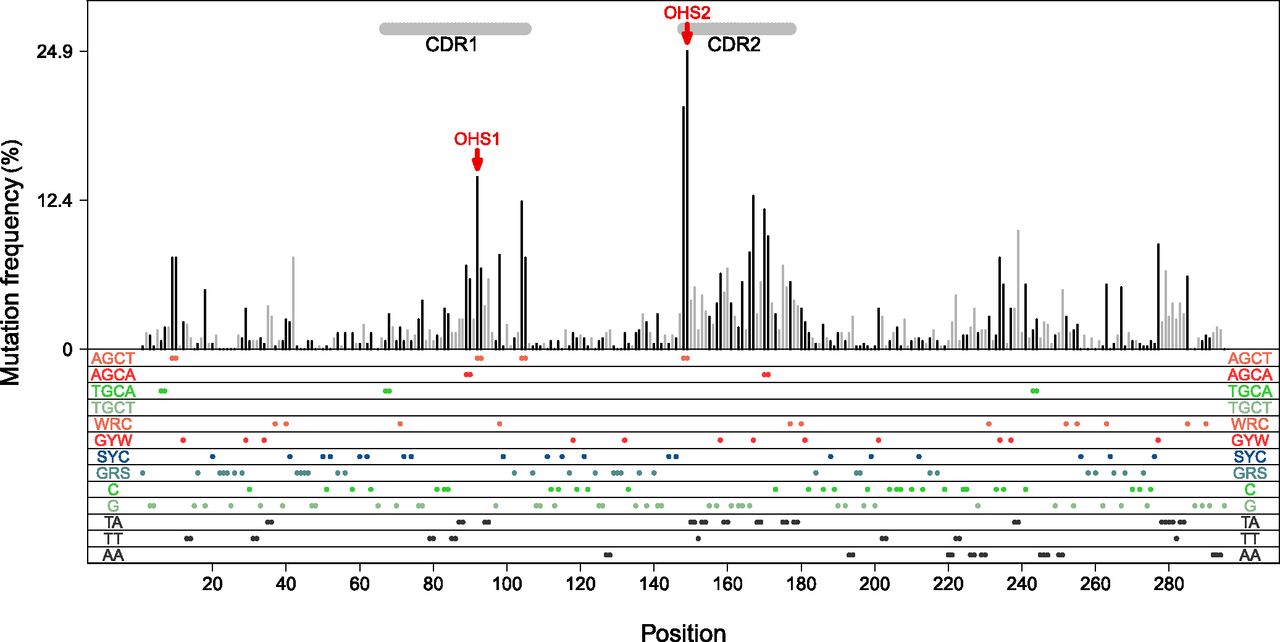 OHS2
CDR1
CDR2
24.9
OHS1
12.4
Mutation frequency (%)
0
AGCT AGCT
AGCA AGCA
TGCA TGCA
TGCT TGCT
WRC WRC
GYW GYW
SYC SYC
GRS GRS
C C
G G
TA TA
TT TT
AA AA
20 40 60 80 100 120 140 160 180 200 220 240 260 280
Position